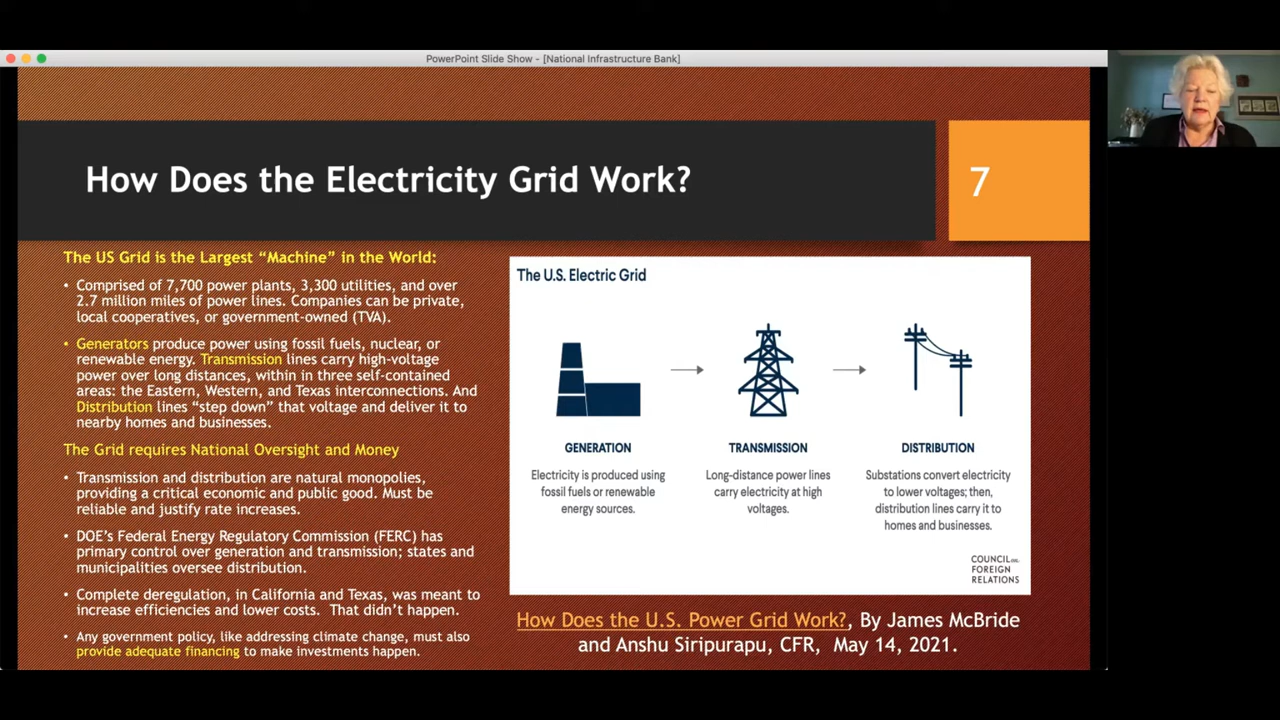 PowerPoint Slide Show - [National Infrastructure Bank]
How Does the Electricity Grid Work?
7
The US Grid is the Largest “Machine” in the World:
• Comprised of 7,700 power plants, 3,300 utilities, and over
2.7 million miles of power lines. Companies can be private,
local cooperatives, or government-owned (TVA).
• Generators produce power using fossil fuels, nuclear, or
renewable energy. Transmission lines carry high-voltage
power over long distances, within in three self-contained
areas: the Eastern, Western, and Texas interconnections. And
Distribution lines “step down” that voltage and deliver it to
nearby homes and businesses.
The Grid requires National Oversight and Money
• Transmission and distribution are natural monopolies,
providing a critical economic and public good. Must be
reliable and justify rate increases.
• DOE’s Federal Energy Regulatory Commission (FERC) has
primary control over generation and transmission; states and
municipalities oversee distribution.
• Complete deregulation, in California and Texas, was meant to
increase efficiencies and lower costs. That didn’t happen.
• Any government policy, like addressing climate change, must also
provide adequate financing to make investments happen.
The U.S. Electric Grid
GENERATION
Electricity is produced using
fossil fuels or renewable
energy sources.
TRANSMISSION
Long-distance power lines
carry electricity at high
voltages.
DISTRIBUTION
Substations convert electricity
to lower voltages; then,
distribution lines carry it to
homes and businesses.
COUNCIL on
FOREIGN
RELATIONS
How Does the U.S. Power Grid Work?, By James McBride
and Anshu Siripurapu, CFR, May 14, 2021.